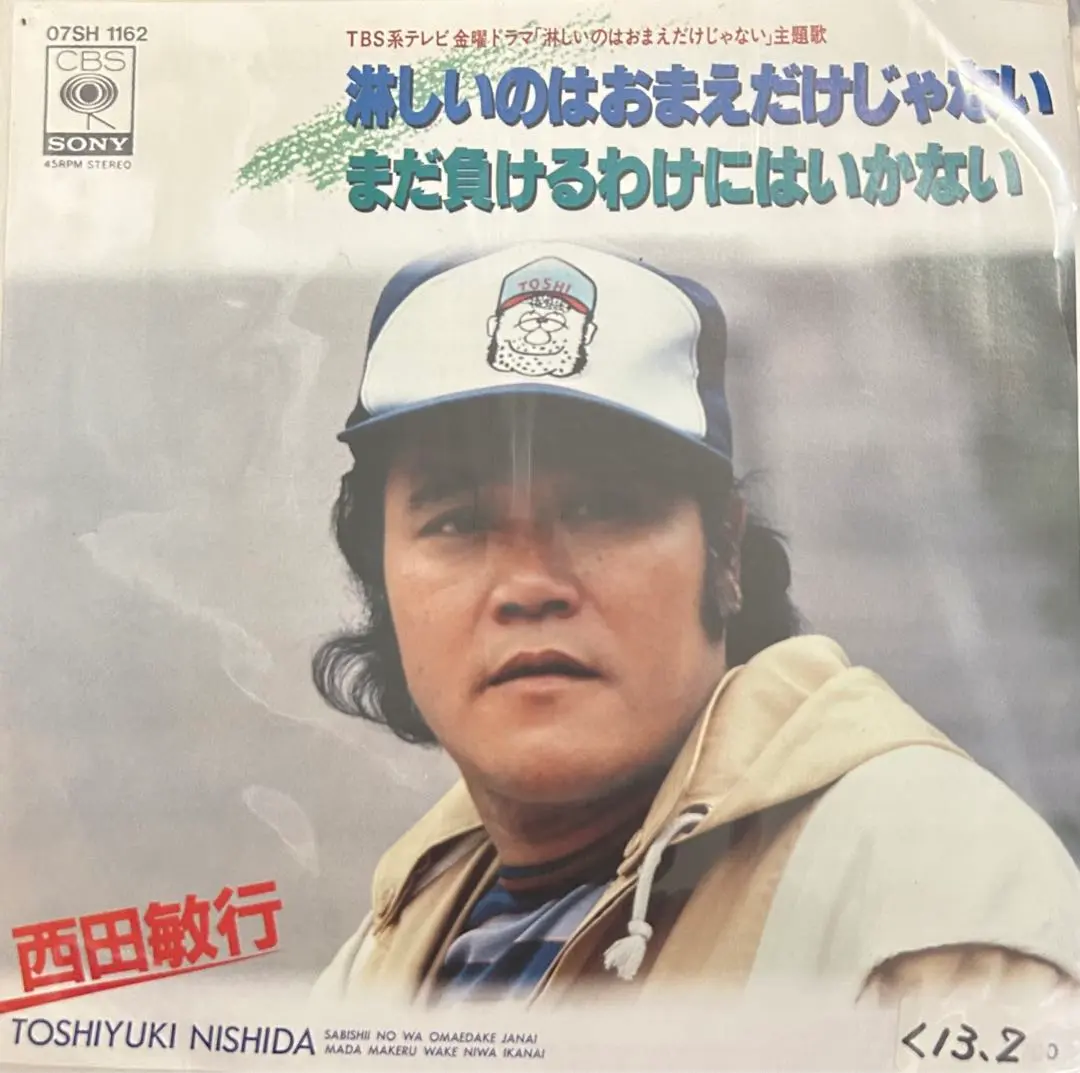 07SH 1162
CBS
SONY
45RPM STEREO
TBS系テレビ 金曜ドラマ「淋しいのはおまえだけじゃない」主題歌
淋しいのはおまえだけじゃない
まだ負けるわけにはいかない
TOSHI
西田敏行
TOSHIYUKI NISHIDA
SABISHII NO WA OMAEDAKE JANAI
MADA MAKERU WAKE NIWA IKANAI
<13.2